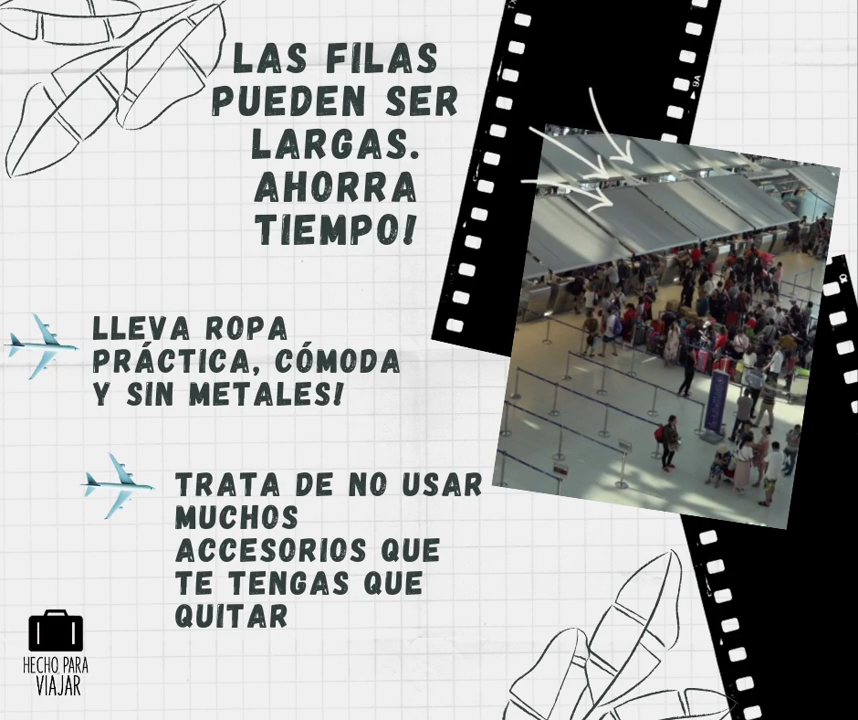 LAS FILAS
PUEDEN SER
LARGAS.
AHORRA
TIEMPO!
LLEVA ROPA
PRÁCTICA, CÓMODA
Y SIN METALES!
TRATA DE NO USAR
MUCHOS
ACCESORIOS QUE
TE TENGAS QUE
QUITAR
HECHO PARA
VIAJAR
9A